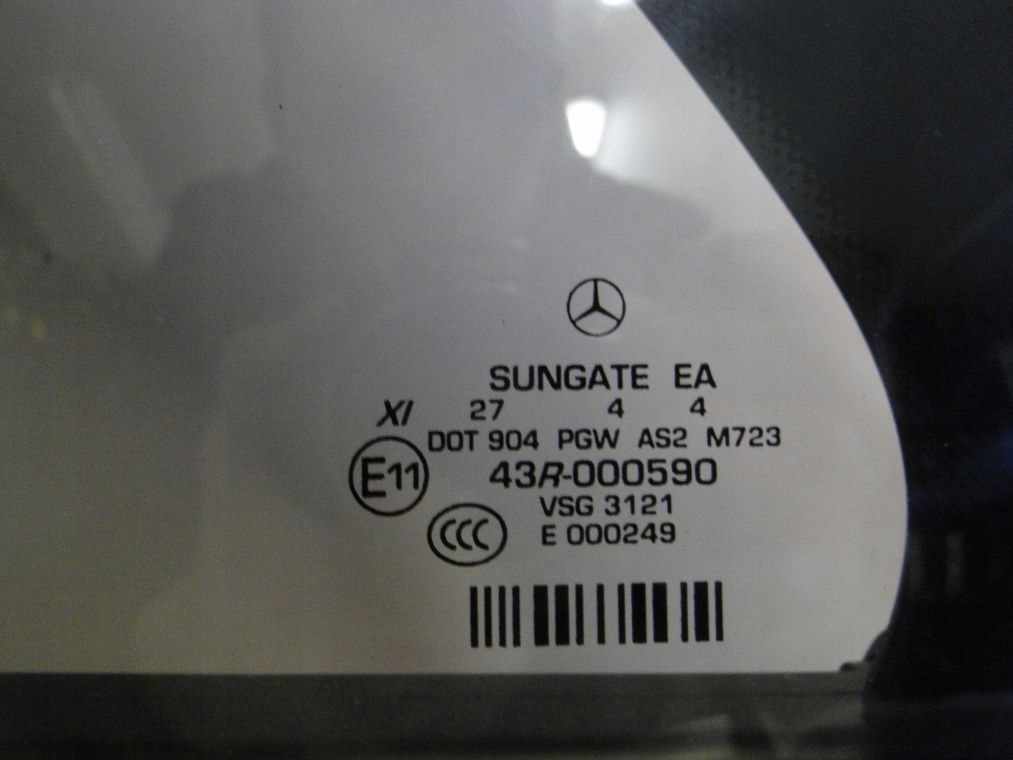 SUNGATE EA
XI 27 4 4
DOT 904 PGW AS2 M723
E11 43R-000590
VSG 3121
CCC E 000249